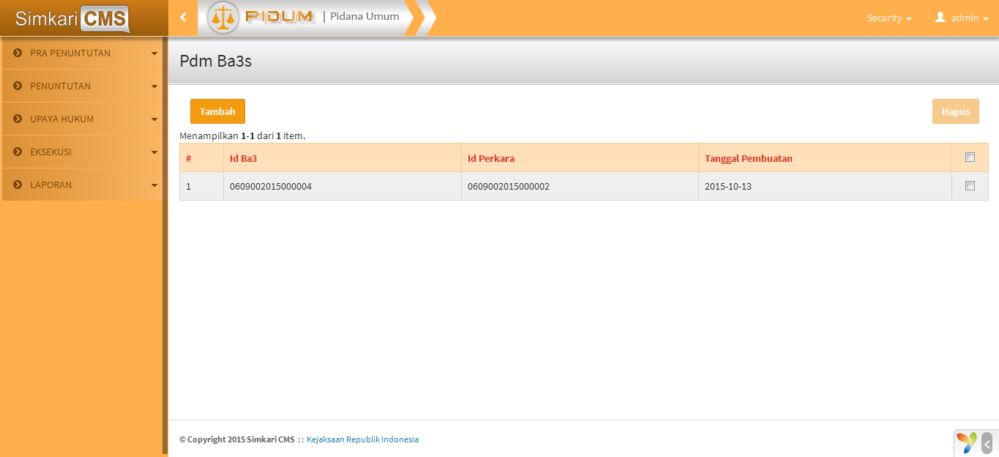 Simkari CMS
PIDUM | Pidana Umum
Security
admin
PRA PENUNTUTAN
PENUNTUTAN
UPAYA HUKUM
EKSEKUSI
LAPORAN
Pdm Ba3s
Tambah
Hapus
Menampilkan 1-1 dari 1 item.
# Id Ba3 Id Perkara Tanggal Pembuatan
1 0609002015000004 0609002015000002 2015-10-13
© Copyright 2015 Simkari CMS :: Kejaksaan Republik Indonesia